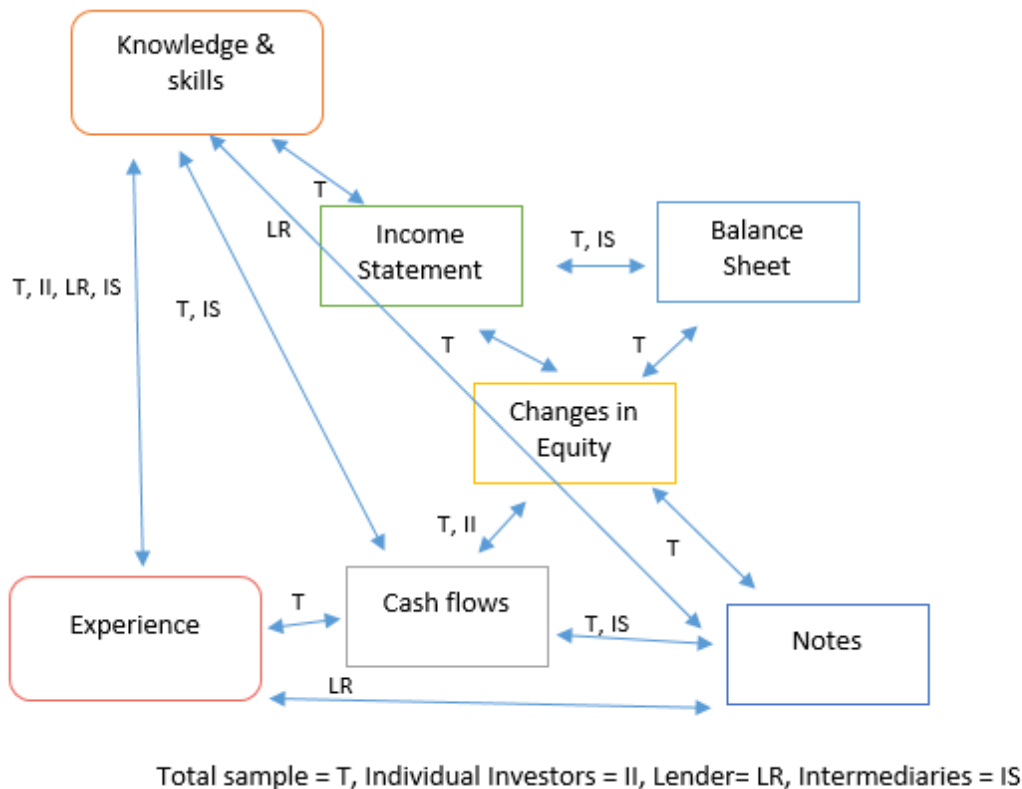 Knowledge &
skills
T
LR
Income
Statement
T, IS
Balance
Sheet
T, II, LR, IS
T, IS
T
T
Changes in
Equity
T, II
T
Experience
T
Cash flows
T, IS
Notes
LR
Total sample = T, Individual Investors = II, Lender= LR, Intermediaries = IS